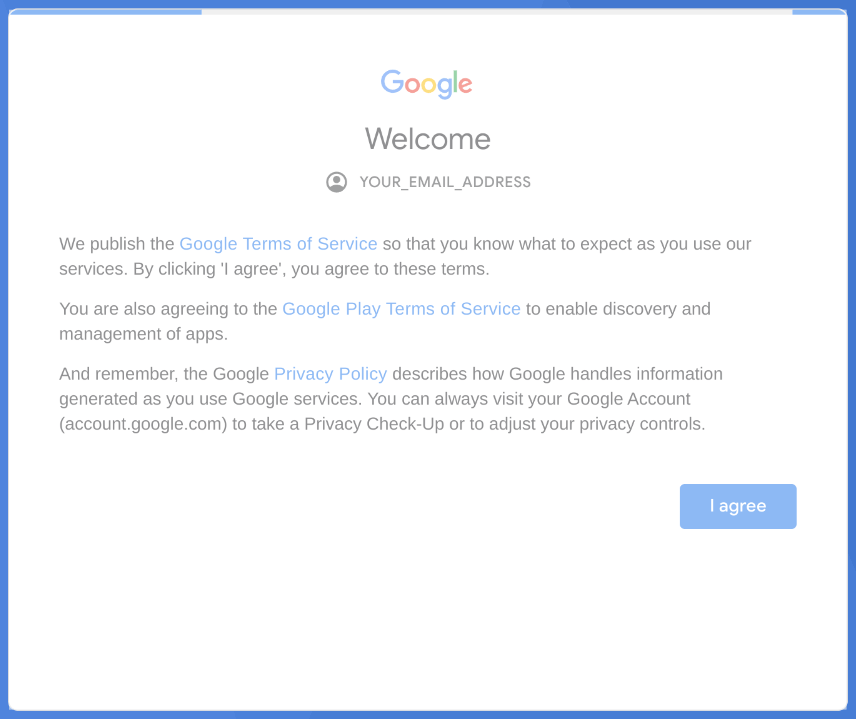 Google
Welcome
YOUR_EMAIL_ADDRESS
We publish the Google Terms of Service so that you know what to expect as you use our
services. By clicking 'I agree', you agree to these terms.
You are also agreeing to the Google Play Terms of Service to enable discovery and
management of apps.
And remember, the Google Privacy Policy describes how Google handles information
generated as you use Google services. You can always visit your Google Account
(account.google.com) to take a Privacy Check-Up or to adjust your privacy controls.
I agree